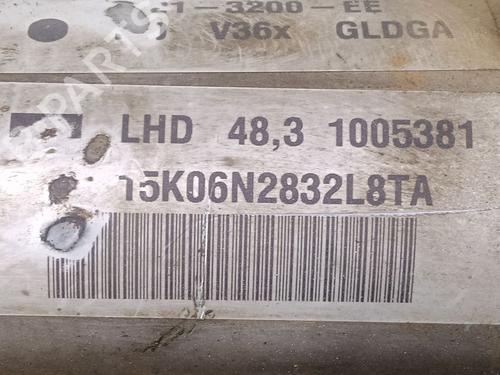 1-3200-EE
V36x GLDGA
LHD 48,3 1005381
15K06N2832L8TA